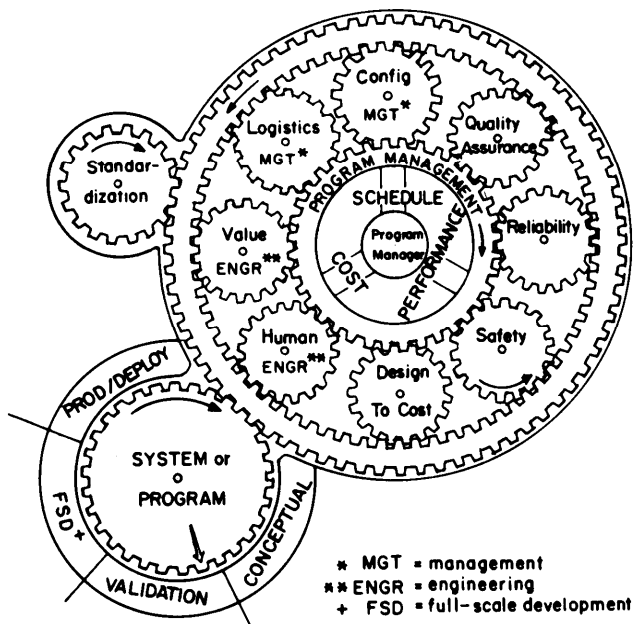 Config
MGT*
Logistics
MGT*
Quality
Assurance
Standar-
dization
PROGRAM MANAGEMENT
SCHEDULE
Program
Manager
COST
PERFORMANCE
Reliability
Value
ENGR**
Human
ENGR**
Safety
Design
To Cost
PROD/DEPLOY
SYSTEM or
PROGRAM
FSD+
VALIDATION
CONCEPTUAL
* MGT = management
** ENGR = engineering
+ FSD = full-scale development